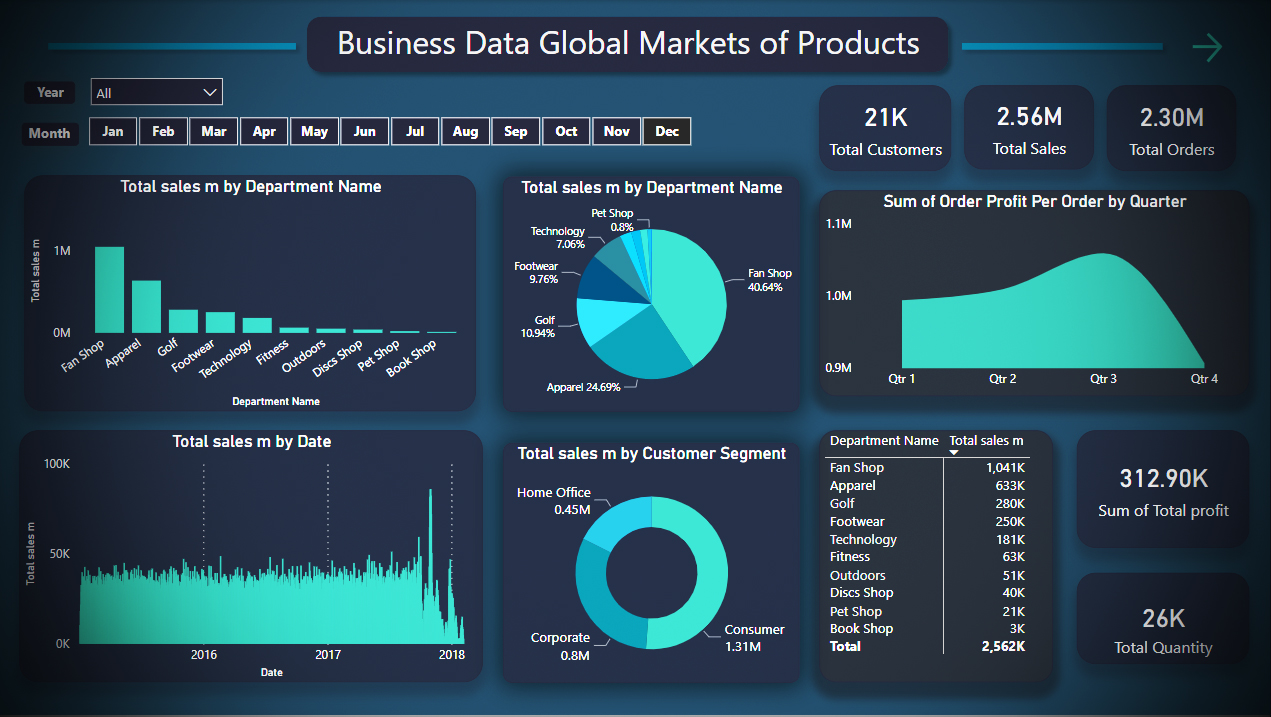 Business Data Global Markets of Products
Year
All
Month
Jan Feb Mar Apr May Jun Jul Aug Sep Oct Nov Dec
21K
Total Customers
2.56M
Total Sales
2.30M
Total Orders
Total sales m by Department Name
Total sales m
1M
0M
Fan Shop
Apparel
Golf
Footwear
Technology
Fitness
Outdoors
Discs Shop
Pet Shop
Book Shop
Department Name
Total sales m by Department Name
Pet Shop
0.8%
Technology
7.06%
Footwear
9.76%
Golf
10.94%
Apparel 24.69%
Fan Shop
40.64%
Sum of Order Profit Per Order by Quarter
1.1M
1.0M
0.9M
Qtr 1 Qtr 2 Qtr 3 Qtr 4
Total sales m by Date
Total sales m
100K
50K
0K
2016 2017 2018
Date
Total sales m by Customer Segment
Home Office
0.45M
Corporate
0.8M
Consumer
1.31M
Department Name Total sales m
Fan Shop 1,041K
Apparel 633K
Golf 280K
Footwear 250K
Technology 181K
Fitness 63K
Outdoors 51K
Discs Shop 40K
Pet Shop 21K
Book Shop 3K
Total 2,562K
312.90K
Sum of Total profit
26K
Total Quantity